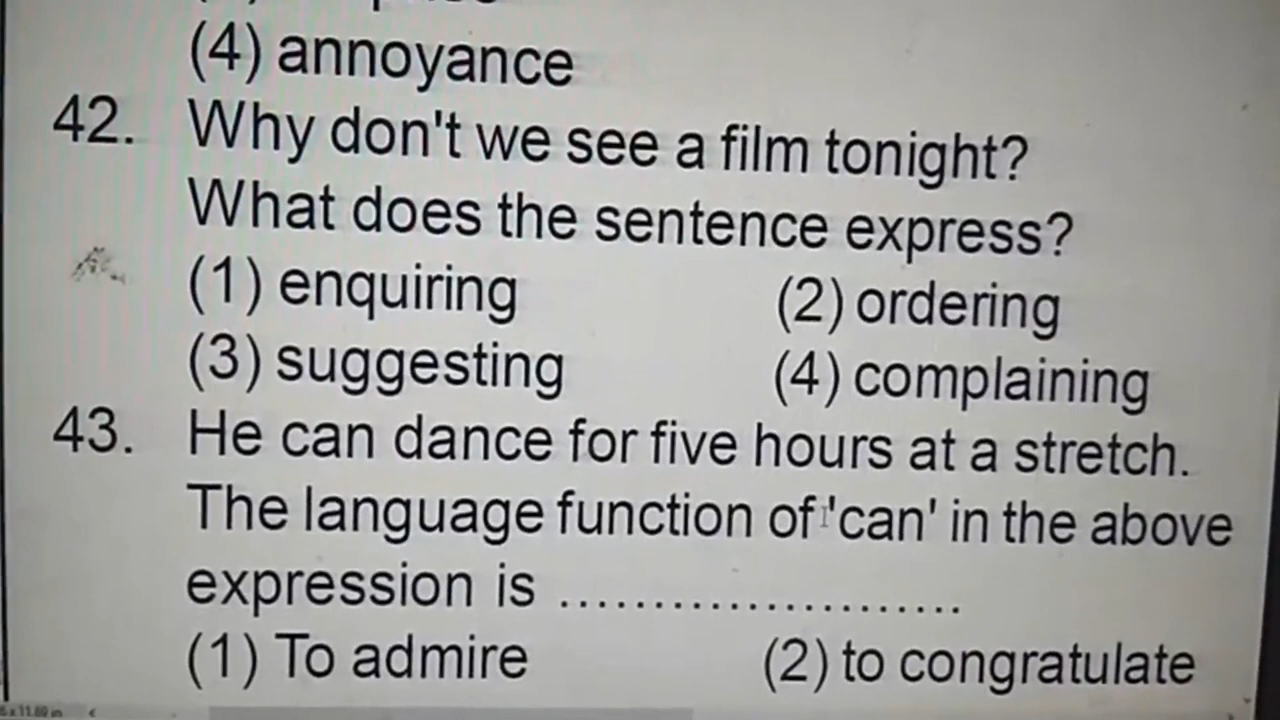 (4) annoyance
42. Why don't we see a film tonight?
What does the sentence express?
(1) enquiring (2) ordering
(3) suggesting (4) complaining
43. He can dance for five hours at a stretch.
The language function of 'can' in the above
expression is ......................
(1) To admire (2) to congratulate